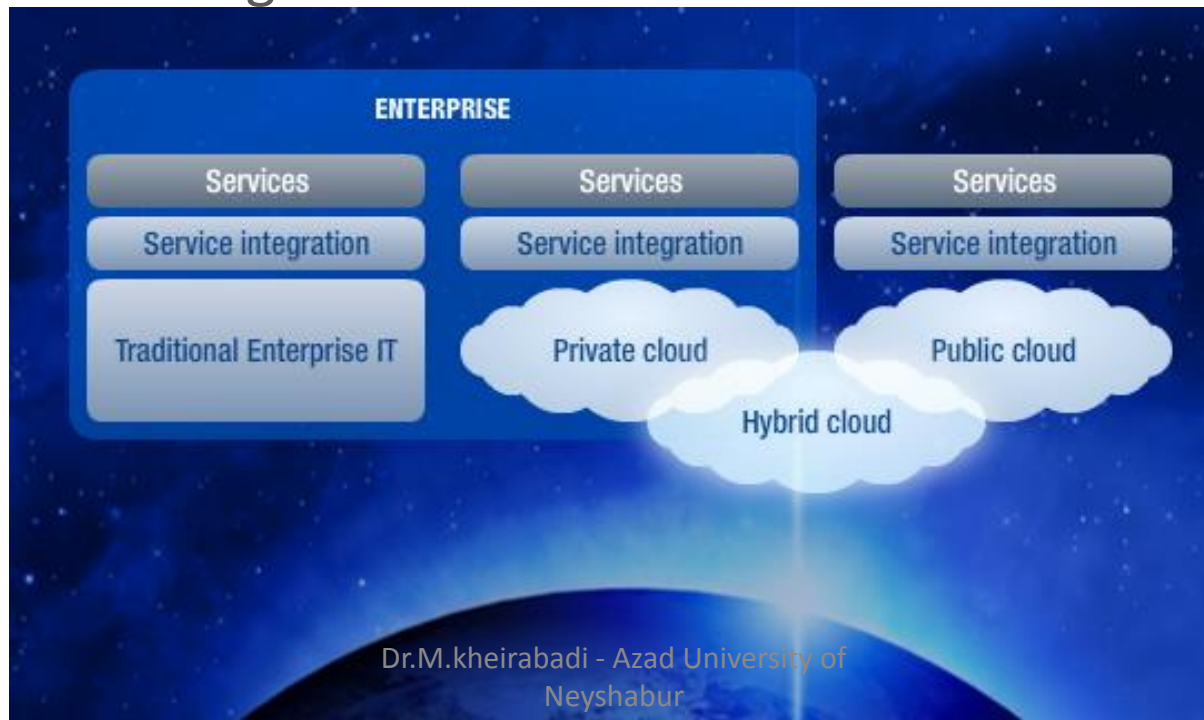 ENTERPRISE
Services Services Services
Service integration Service integration Service integration
Traditional Enterprise IT Private cloud Public cloud
Hybrid cloud
Dr.M.kheirabadi - Azad University of
Neyshabur